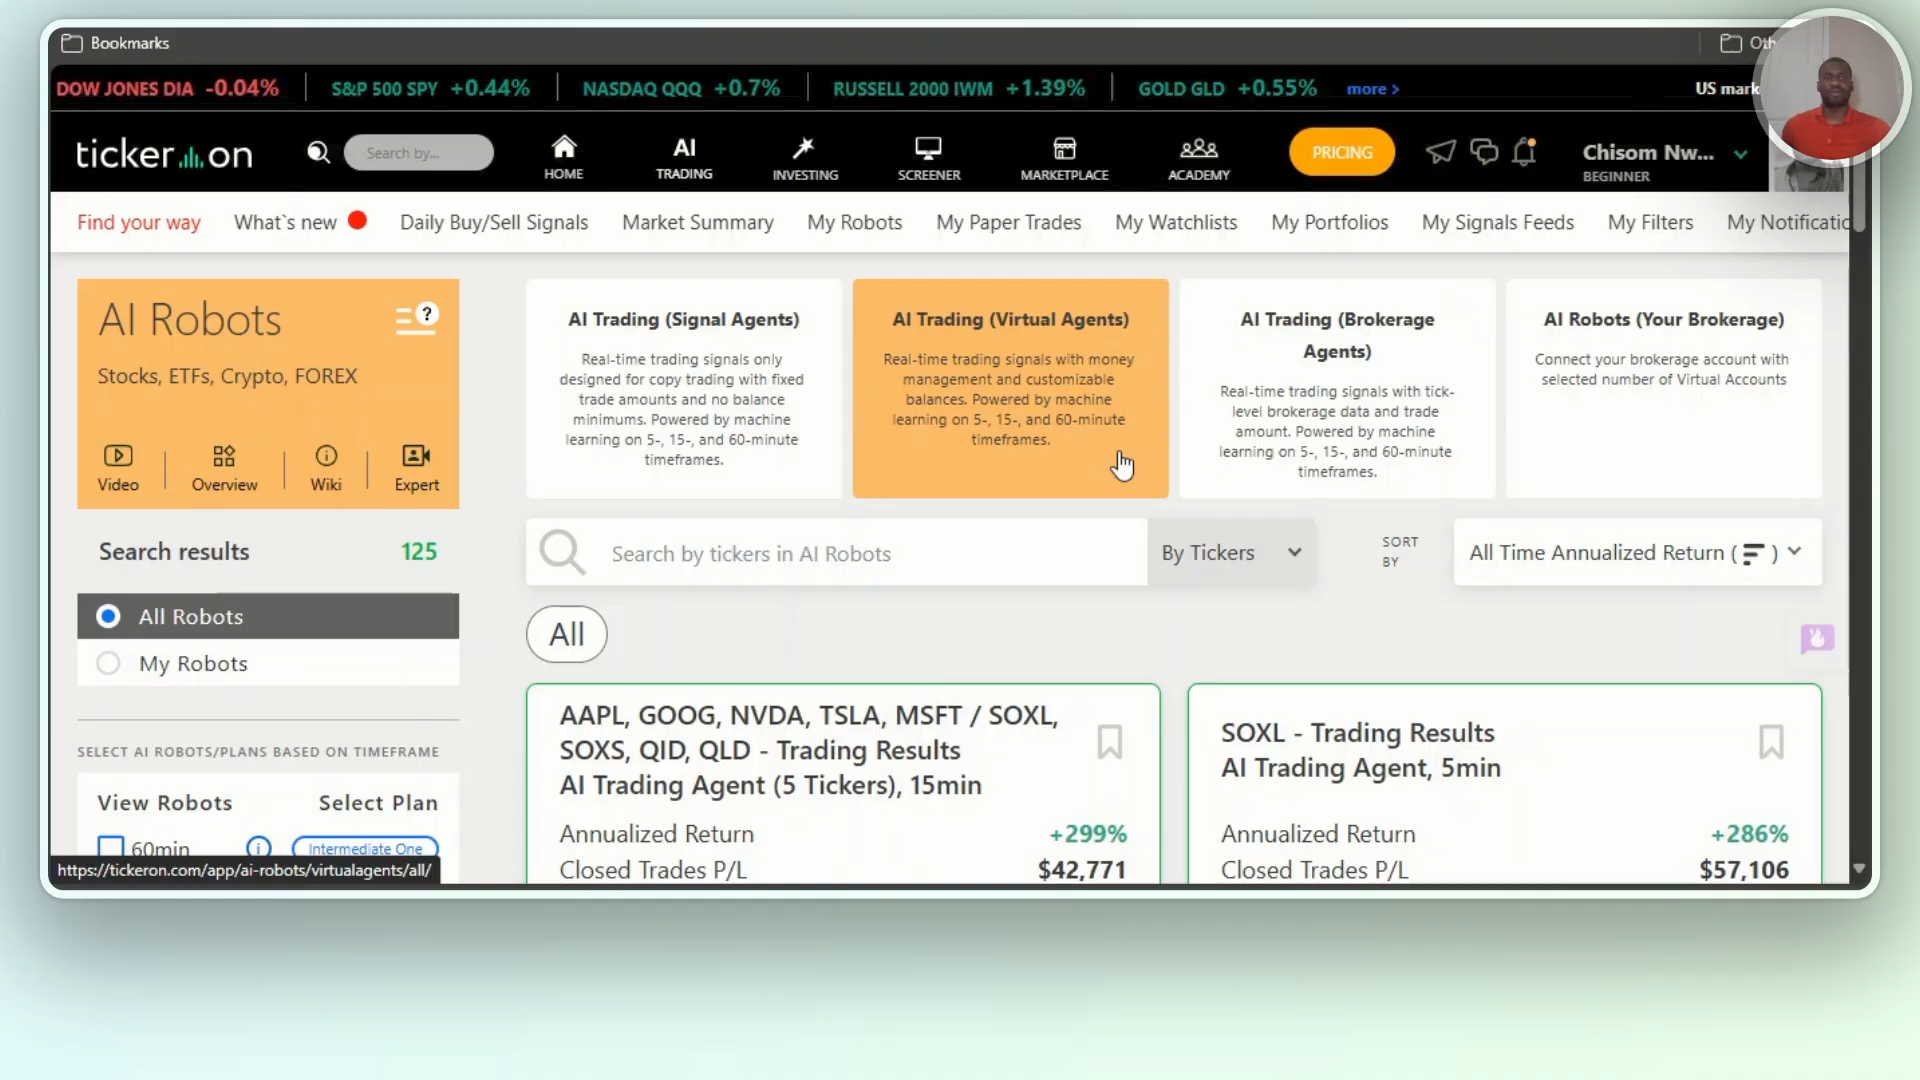 Bookmarks
DOW JONES DIA -0.04%
S&P 500 SPY +0.44%
NASDAQ QQQ +0.7%
RUSSELL 2000 IWM +1.39%
GOLD GLD +0.55%
more >
US mark
tickeron
Search by...
HOME
AI
TRADING
INVESTING
SCREENER
MARKETPLACE
ACADEMY
PRICING
Chisom Nw...
BEGINNER
Find your way
What`s new
Daily Buy/Sell Signals
Market Summary
My Robots
My Paper Trades
My Watchlists
My Portfolios
My Signals Feeds
My Filters
My Notificatio
AI Robots
?
Stocks, ETFs, Crypto, FOREX
Video
Overview
Wiki
Expert
AI Trading (Signal Agents)
Real-time trading signals only
designed for copy trading with fixed
trade amounts and no balance
minimums. Powered by machine
learning on 5-, 15-, and 60-minute
timeframes.
AI Trading (Virtual Agents)
Real-time trading signals with money
management and customizable
balances. Powered by machine
learning on 5-, 15-, and 60-minute
timeframes.
AI Trading (Brokerage
Agents)
Real-time trading signals with tick-
level brokerage data and trade
amount. Powered by machine
learning on 5-, 15-, and 60-minute
timeframes.
AI Robots (Your Brokerage)
Connect your brokerage account with
selected number of Virtual Accounts
Search results 125
All Robots
My Robots
SELECT AI ROBOTS/PLANS BASED ON TIMEFRAME
View Robots
Select Plan
60min
Intermediate One
https://tickeron.com/app/ai-robots/virtualagents/all/
Search by tickers in AI Robots
By Tickers
SORT
BY
All Time Annualized Return ( )
All
AAPL, GOOG, NVDA, TSLA, MSFT / SOXL,
SOXS, QID, QLD - Trading Results
AI Trading Agent (5 Tickers), 15min
Annualized Return +299%
Closed Trades P/L $42,771
SOXL - Trading Results
AI Trading Agent, 5min
Annualized Return +286%
Closed Trades P/L $57,106